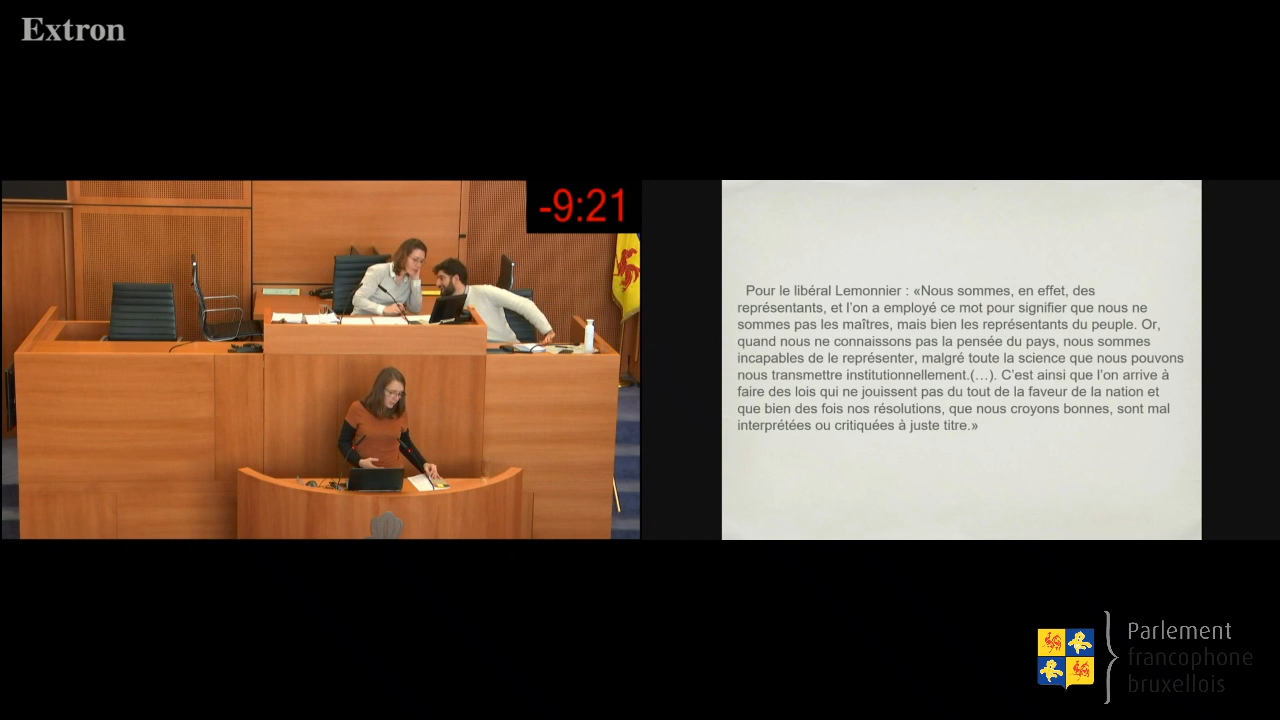 Extron
-9:21
Pour le libéral Lemonnier : «Nous sommes, en effet, des
représentants, et l'on a employé ce mot pour signifier que nous ne
sommes pas les maîtres, mais bien les représentants du peuple. Or,
quand nous ne connaissons pas la pensée du pays, nous sommes
incapables de le représenter, malgré toute la science que nous pouvons
nous transmettre institutionnellement.(…). C'est ainsi que l'on arrive à
faire des lois qui ne jouissent pas du tout de la faveur de la nation et
que bien des fois nos résolutions, que nous croyons bonnes, sont mal
interprétées ou critiquées à juste titre.»
Parlement
francophone
bruxellois